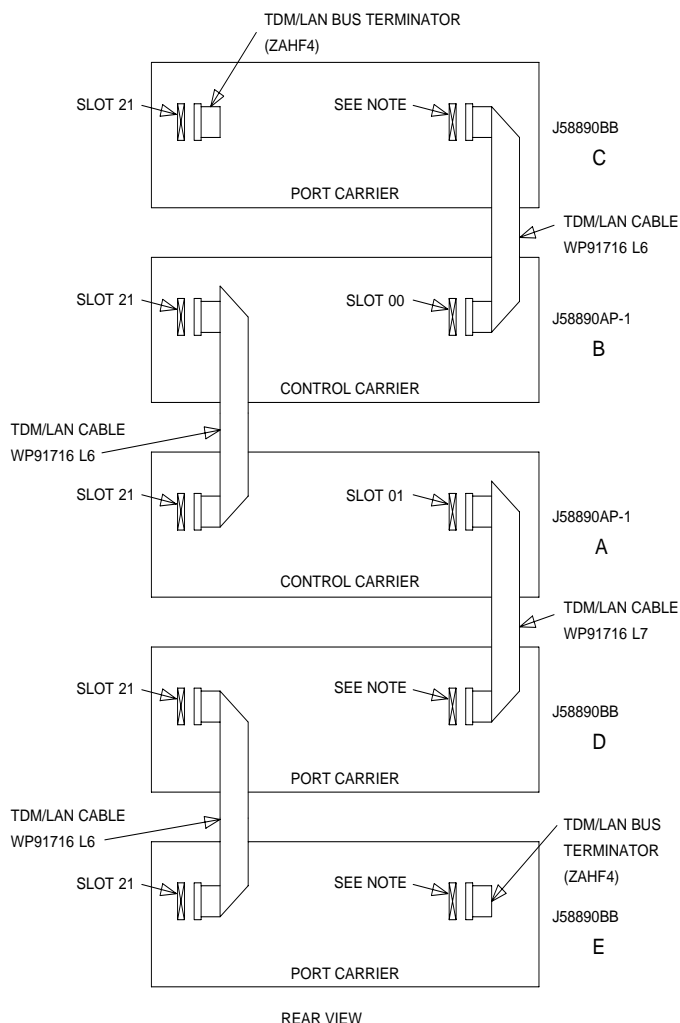 TDM/LAN BUS TERMINATOR
(ZAHF4)
SLOT 21
SEE NOTE
J58890BB
C
PORT CARRIER
TDM/LAN CABLE
WP91716 L6
SLOT 21
SLOT 00
J58890AP-1
B
CONTROL CARRIER
TDM/LAN CABLE
WP91716 L6
SLOT 21
SLOT 01
J58890AP-1
A
CONTROL CARRIER
TDM/LAN CABLE
WP91716 L7
SLOT 21
SEE NOTE
J58890BB
D
PORT CARRIER
TDM/LAN CABLE
WP91716 L6
TDM/LAN BUS
TERMINATOR
(ZAHF4)
SLOT 21
SEE NOTE
J58890BB
E
PORT CARRIER
REAR VIEW